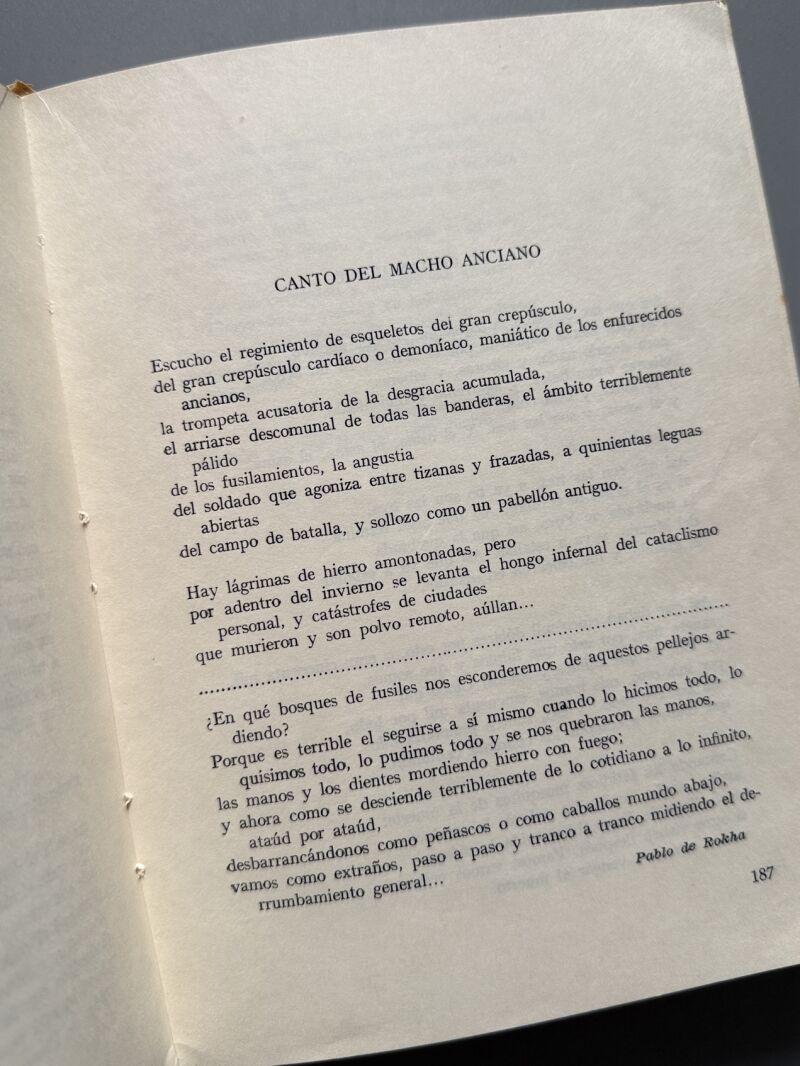 CANTO DEL MACHO ANCIANO
Escucho el regimiento de esqueletos del gran crepúsculo,
del gran crepúsculo cardíaco o demoníaco, maniático de los enfurecidos
ancianos,
la trompeta acusatoria de la desgracia acumulada,
el arriarse descomunal de todas las banderas, el ámbito terriblemente
pálido
de los fusilamientos, la angustia
del soldado que agoniza entre tizanas y frazadas, a quinientas leguas
abiertas
del campo de batalla, y sollozo como un pabellón antiguo.
Hay lágrimas de hierro amontonadas, pero
por adentro del invierno se levanta el hongo infernal del cataclismo
personal, y catástrofes de ciudades
que murieron y son polvo remoto, aúllan...
..........................................................................................
¿En qué bosques de fusiles nos esconderemos de aquestos pellejos ar-
diendo?
Porque es terrible el seguirse a sí mismo cuando lo hicimos todo, lo
quisimos todo, lo pudimos todo y se nos quebraron las manos,
las manos y los dientes mordiendo hierro con fuego;
y ahora como se desciende terriblemente de lo cotidiano a lo infinito,
ataúd por ataúd,
desbarrancándonos como peñascos o como caballos mundo abajo,
vamos como extraños, paso a paso y tranco a tranco midiendo el de-
rrumbamiento general...
Pablo de Rokha
187